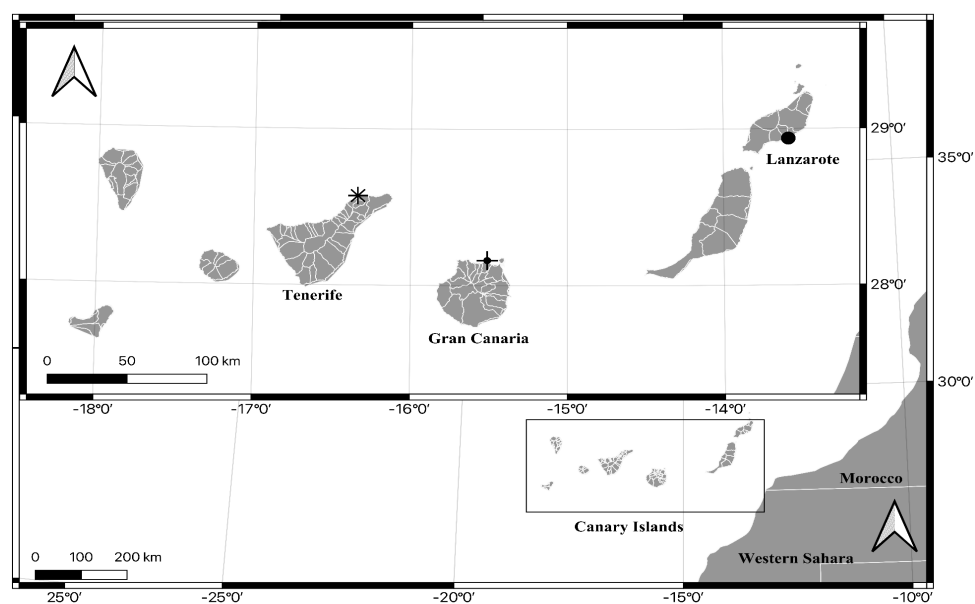 29°0'
35°0'
Lanzarote
Tenerife
28°0'
Gran Canaria
0 50 100 km
30°0'
-18°0' -17°0' -16°0' -15°0' -14°0'
Morocco
Canary Islands
0 100 200 km
Western Sahara
25°0' -25°0' -20°0' -15°0' -10°0'